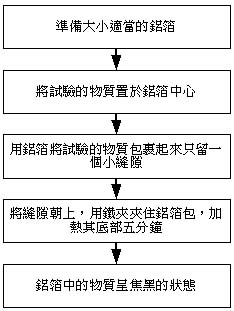 準備大小適當的鋁箔
將試驗的物質置於鋁箔中心
用鋁箔將試驗的物質包裹起來只留一
個小縫隙
將縫隙朝上，用鐵夾夾住鋁箔包，加
熱其底部五分鐘
鋁箔中的物質呈焦黑的狀態